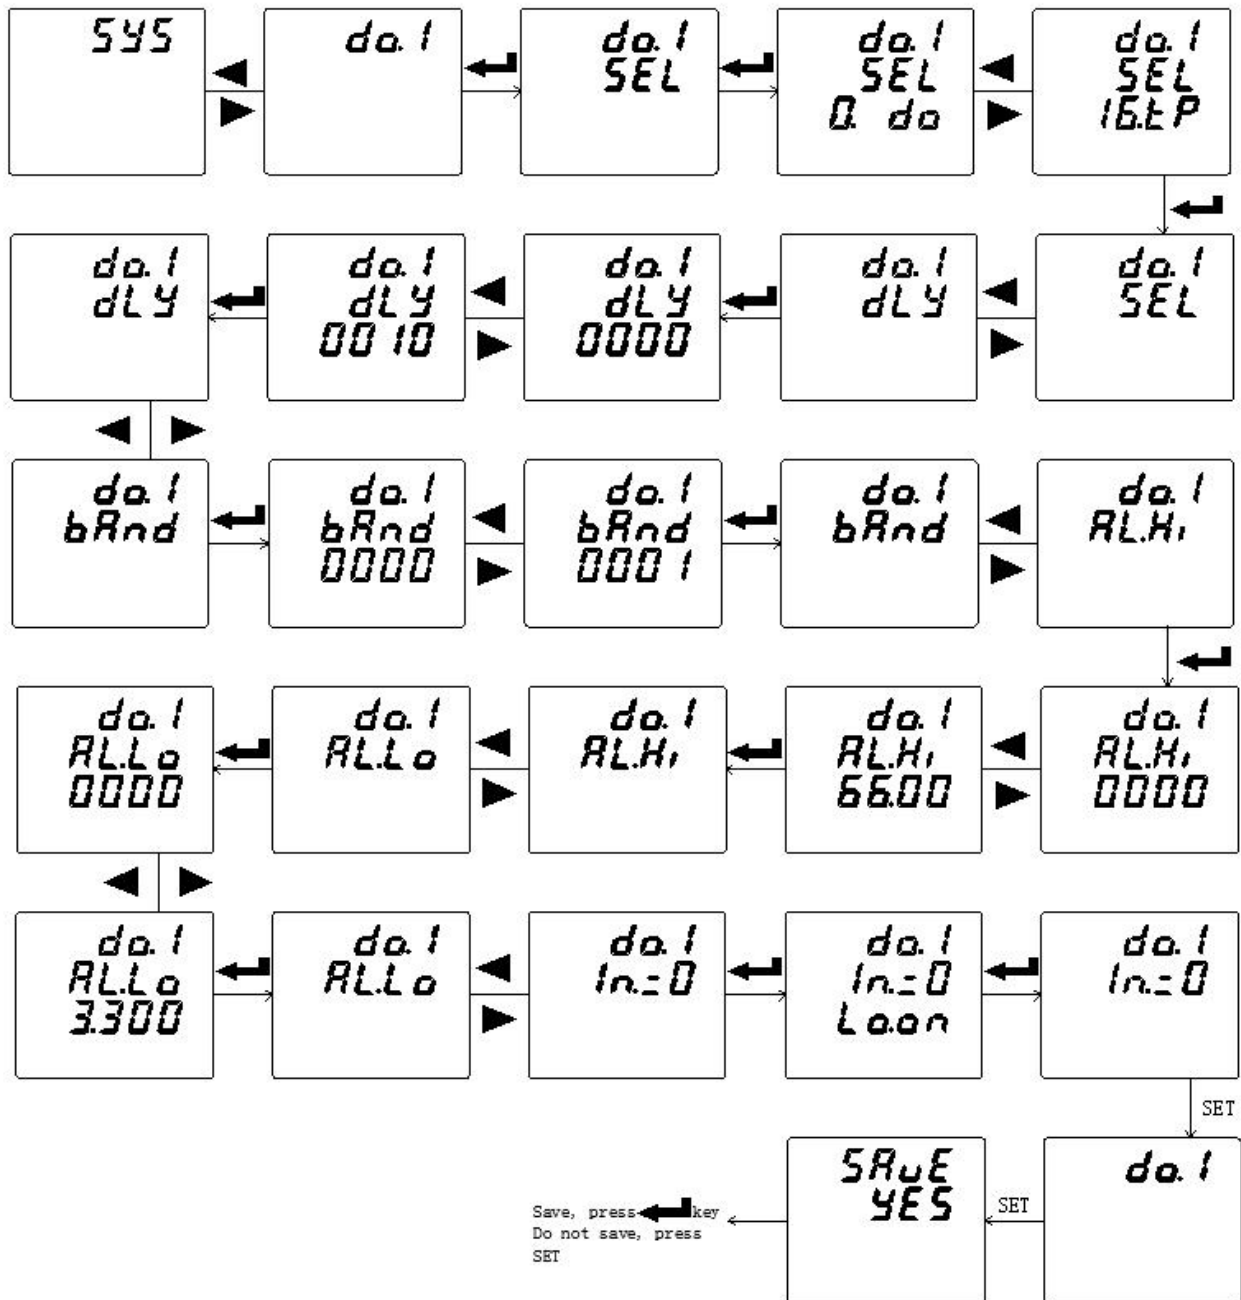 SYS
do.1
do.1
SEL
do.1
SEL
0. do
do.1
SEL
16.tP
do.1
dLY
do.1
dLY
0010
do.1
dLY
0000
do.1
dLY
do.1
SEL
do.1
bAnd
do.1
bAnd
0000
do.1
bAnd
0001
do.1
bAnd
do.1
AL.Hi
do.1
AL.Lo
0000
do.1
AL.Lo
do.1
AL.Hi
do.1
AL.Hi
66.00
do.1
AL.Hi
0000
do.1
AL.Lo
3.300
do.1
AL.Lo
do.1
In.=0
do.1
In.=0
Lo.on
do.1
In.=0
SET
SAvE
YES
SET
do.1
Save, press key
Do not save, press
SET